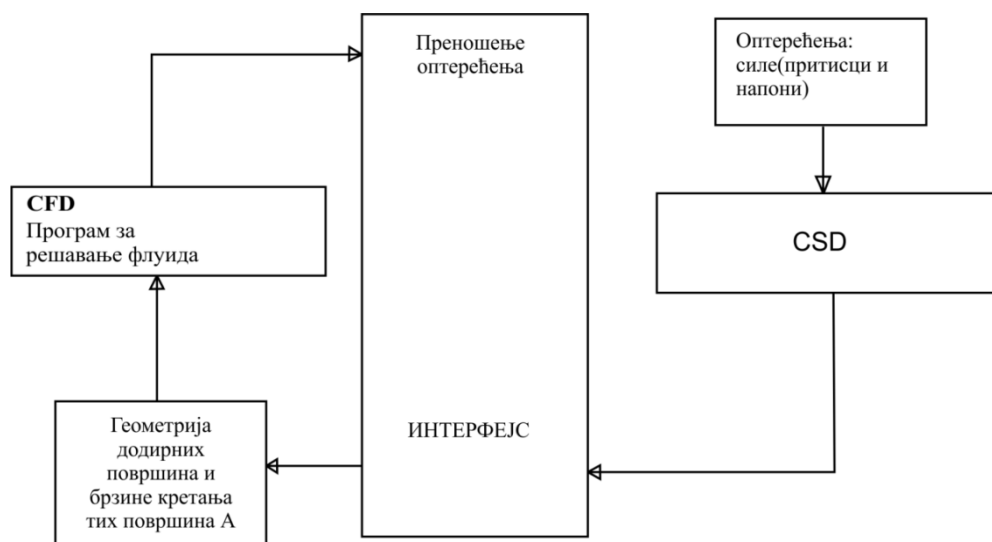 Преношење
оптерећења
Оптерећења:
силе(притисци и
напони)
CFD
Програм за
решавање флуида
CSD
Геометрија
додирних
површина и
брзине кретања
тих површина А
ИНТЕРФЕЈС